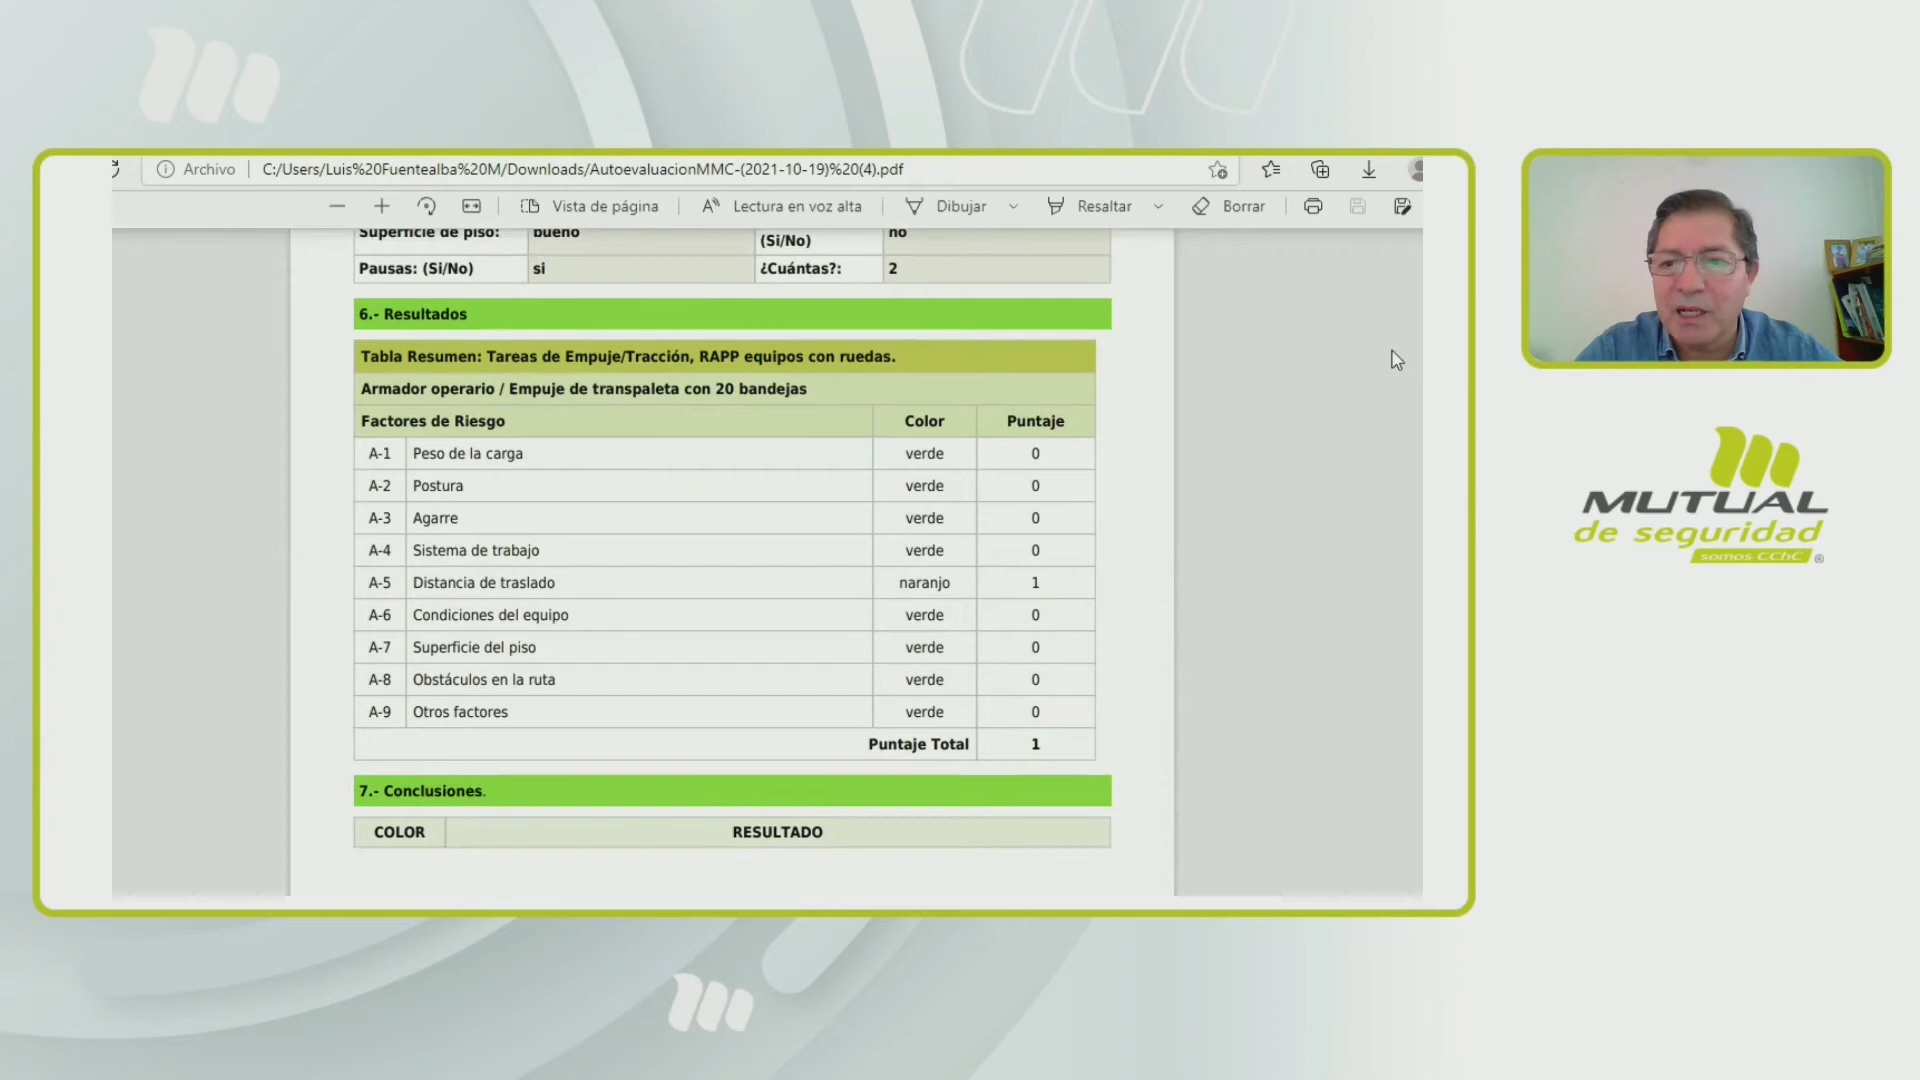 Archivo
C:/Users/Luis%20Fuentealba%20M/Downloads/AutoevaluacionMMC-(2021-10-19)%20(4).pdf
Vista de página
Lectura en voz alta
Dibujar
Resaltar
Borrar
Superficie de piso: bueno (Si/No) no
Pausas: (Si/No) si ¿Cuántas?: 2
6.- Resultados
Tabla Resumen: Tareas de Empuje/Tracción, RAPP equipos con ruedas.
Armador operario / Empuje de transpaleta con 20 bandejas
Factores de Riesgo Color Puntaje
A-1 Peso de la carga verde 0
A-2 Postura verde 0
A-3 Agarre verde 0
A-4 Sistema de trabajo verde 0
A-5 Distancia de traslado naranjo 1
A-6 Condiciones del equipo verde 0
A-7 Superficie del piso verde 0
A-8 Obstáculos en la ruta verde 0
A-9 Otros factores verde 0
Puntaje Total 1
7.- Conclusiones.
COLOR RESULTADO
MUTUAL
de seguridad
somos CChC ®